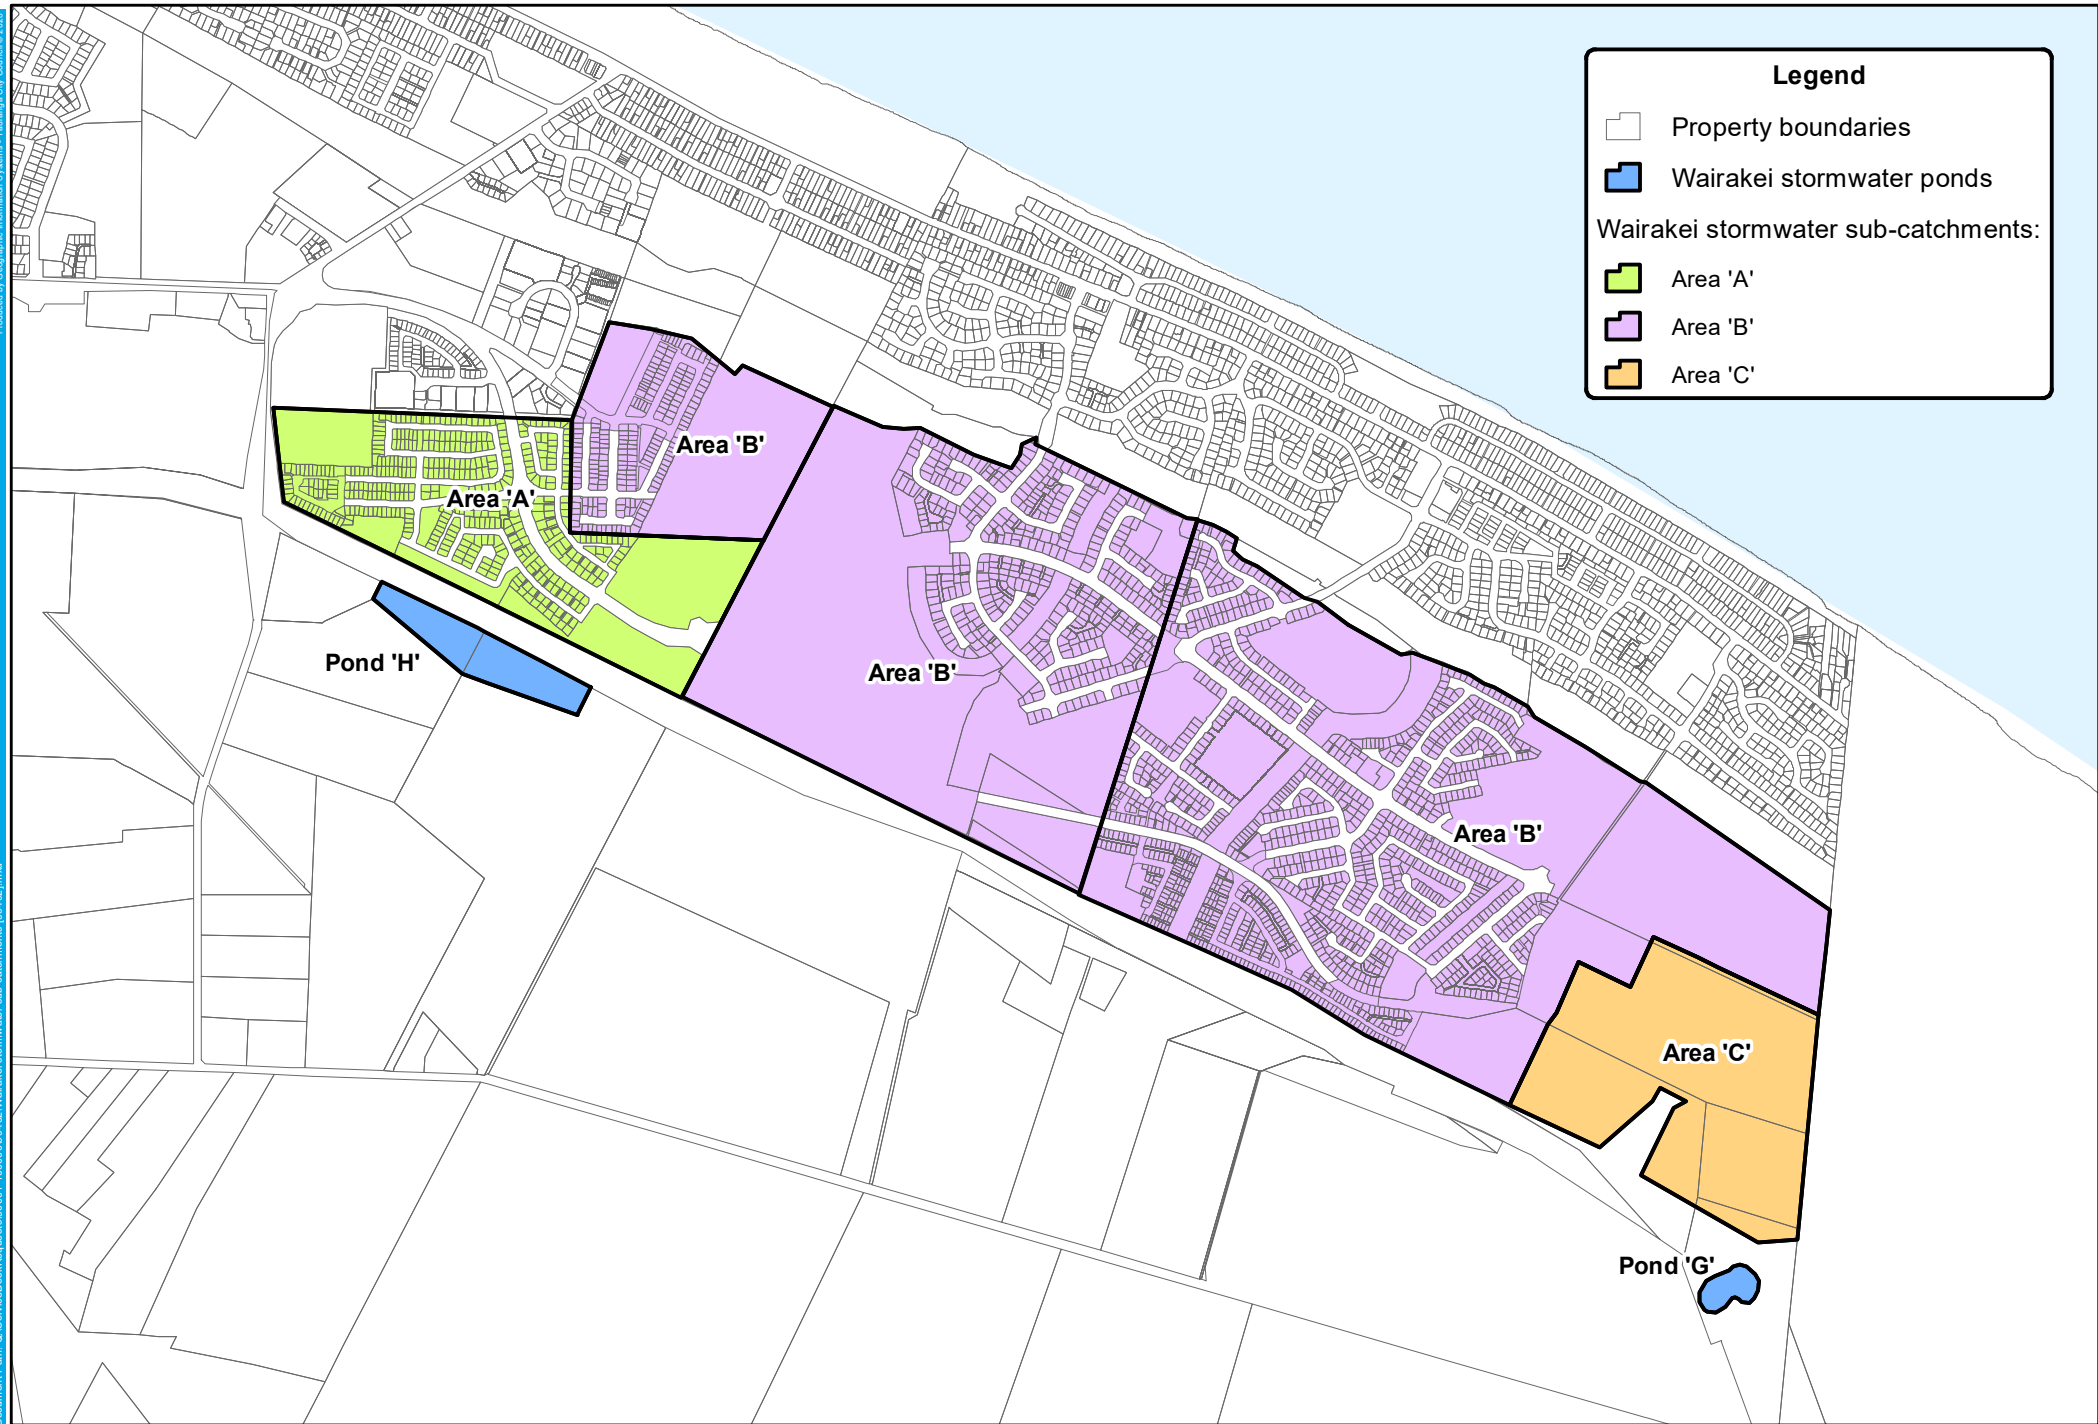 Legend
Property boundaries
Wairakei stormwater ponds
Wairakei stormwater sub-catchments:
Area 'A'
Area 'B'
Area 'C'
Area 'B'
Area 'A'
Pond 'H'
Area 'B'
Area 'B'
Area 'C'
Pond 'G'